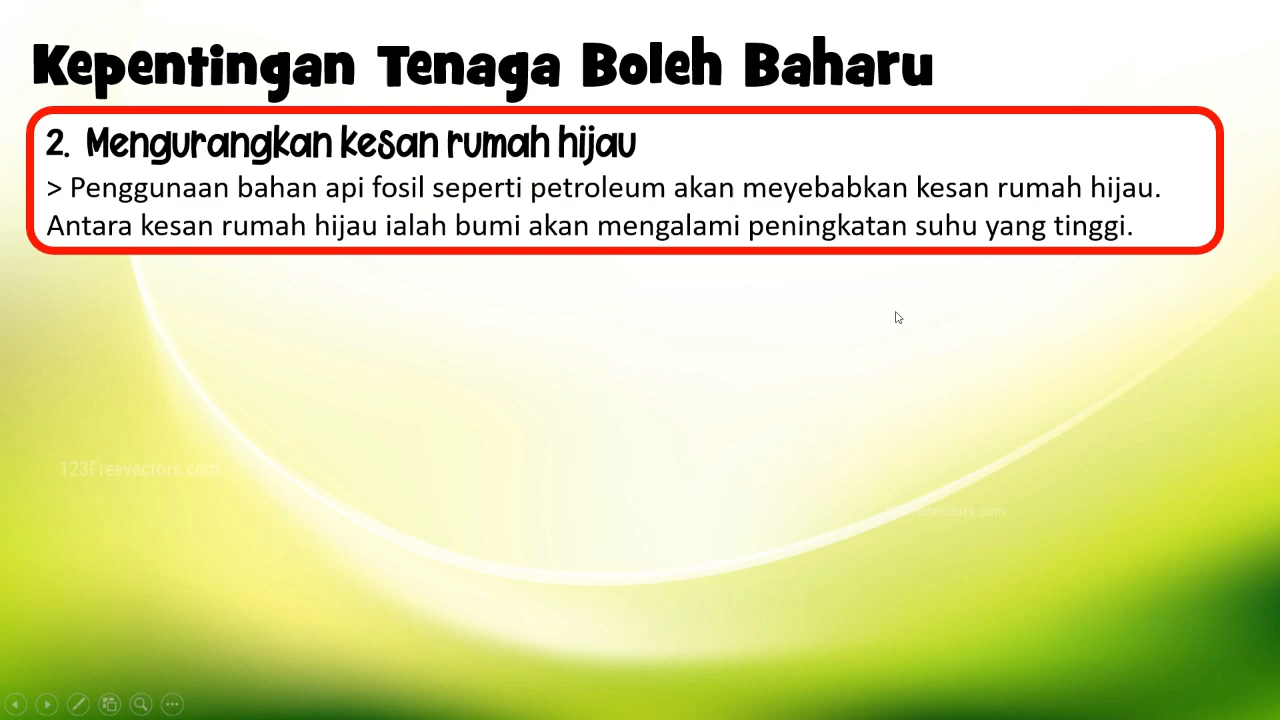 Kepentingan Tenaga Boleh Baharu
2. Mengurangkan kesan rumah hijau
> Penggunaan bahan api fosil seperti petroleum akan meyebabkan kesan rumah hijau.
Antara kesan rumah hijau ialah bumi akan mengalami peningkatan suhu yang tinggi.
123Freevectors.com